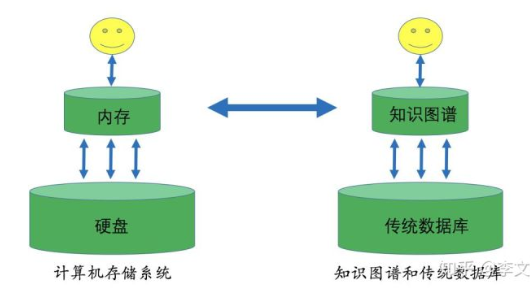 内存
知识图谱
硬盘
传统数据库
计算机存储系统
知识图谱和传统数据库
知乎 @李文